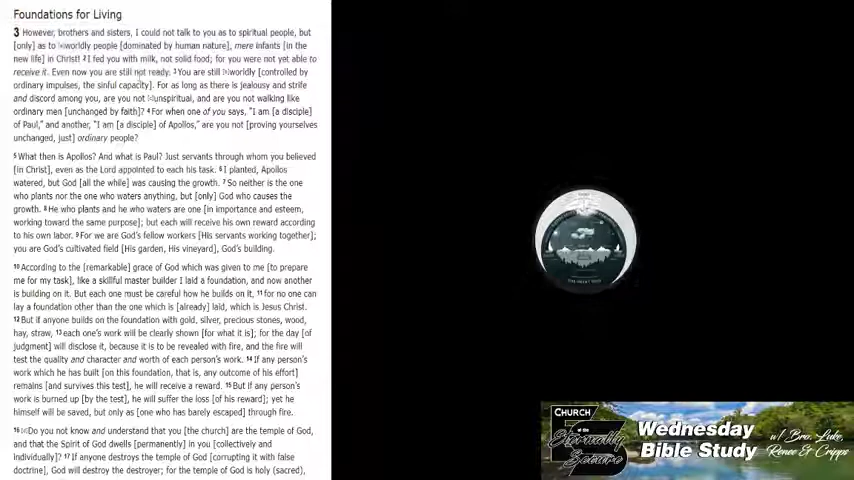 Foundations for Living
3 However, brothers and sisters, I could not talk to you as to spiritual people, but
[only] as to worldly people [dominated by human nature], mere infants [in the
new life] in Christ! 2 I fed you with milk, not solid food; for you were not yet able to
receive it. Even now you are still not ready. 3 You are still worldly [controlled by
ordinary impulses, the sinful capacity]. For as long as there is jealousy and strife
and discord among you, are you not unspiritual, and are you not walking like
ordinary men [unchanged by faith]? 4 For when one of you says, "I am [a disciple]
of Paul," and another, "I am [a disciple] of Apollos," are you not [proving yourselves
unchanged, just] ordinary people?
5 What then is Apollos? And what is Paul? Just servants through whom you believed
[in Christ], even as the Lord appointed to each his task. 6 I planted, Apollos
watered, but God [all the while] was causing the growth. 7 So neither is the one
who plants nor the one who waters anything, but [only] God who causes the
growth. 8 He who plants and he who waters are one [in importance and esteem,
working toward the same purpose]; but each will receive his own reward according
to his own labor. 9 For we are God's fellow workers [His servants working together];
you are God's cultivated field [His garden, His vineyard], God's building.
10 According to the [remarkable] grace of God which was given to me [to prepare
me for my task], like a skillful master builder I laid a foundation, and now another
is building on it. But each one must be careful how he builds on it, 11 for no one can
lay a foundation other than the one which is [already] laid, which is Jesus Christ.
12 But if anyone builds on the foundation with gold, silver, precious stones, wood,
hay, straw, 13 each one's work will be clearly shown [for what it is]; for the day [of
judgment] will disclose it, because it is to be revealed with fire, and the fire will
test the quality and character and worth of each person's work. 14 If any person's
work which he has built [on this foundation, that is, any outcome of his effort]
remains [and survives this test], he will receive a reward. 15 But if any person's
work is burned up [by the test], he will suffer the loss [of his reward]; yet he
himself will be saved, but only as [one who has barely escaped] through fire.
16 Do you not know and understand that you [the church] are the temple of God,
and that the Spirit of God dwells [permanently] in you [collectively and
individually]? 17 If anyone destroys the temple of God [corrupting it with false
doctrine], God will destroy the destroyer; for the temple of God is holy (sacred),
CHURCH
of the
Eternally
Secure
Wednesday
Bible Study
w/ Bro. Luke,
Renee & Cripps